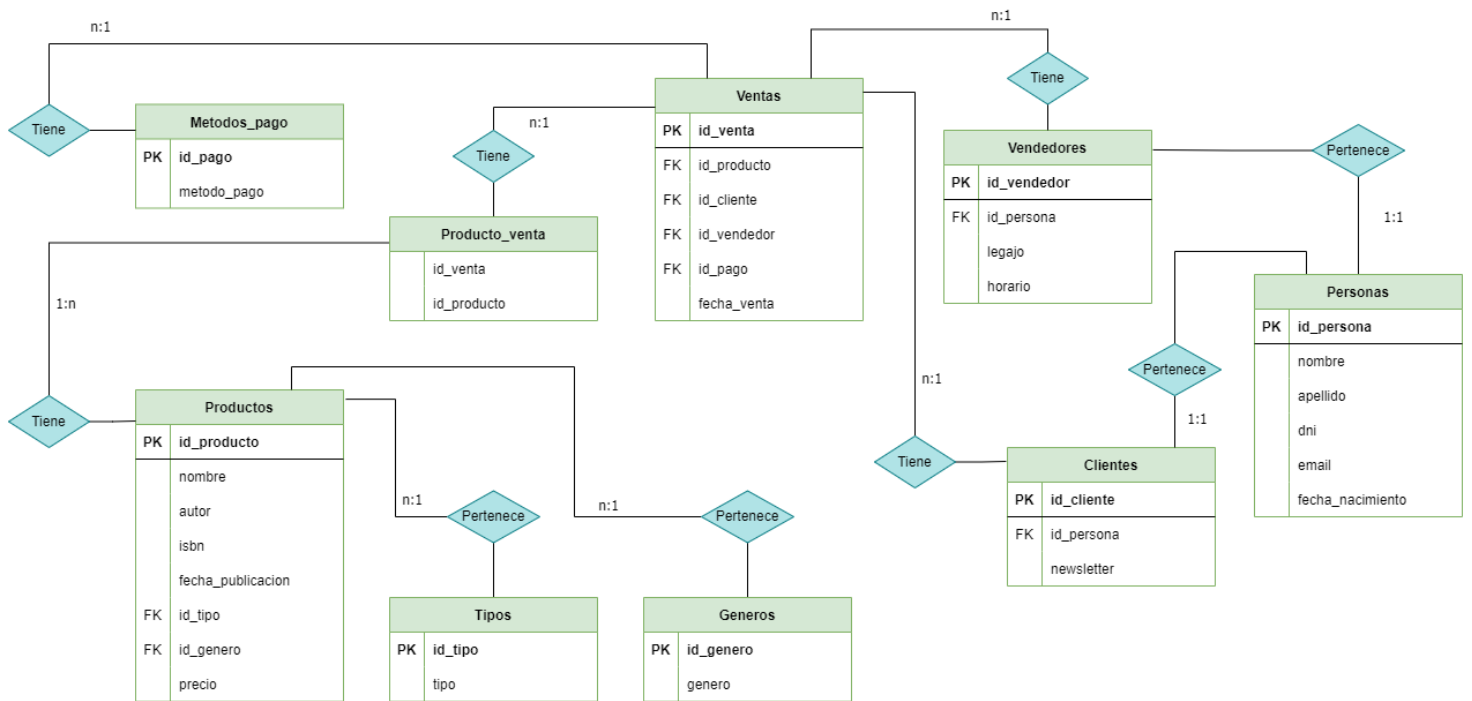 n:1
n:1
Tiene
Metodos_pago
PK id_pago
metodo_pago
n:1
Tiene
Ventas
PK id_venta
FK id_producto
FK id_cliente
FK id_vendedor
FK id_pago
fecha_venta
Tiene
Vendedores
PK id_vendedor
FK id_persona
legajo
horario
Pertenece
1:1
Producto_venta
id_venta
id_producto
1:n
Personas
PK id_persona
nombre
apellido
dni
email
fecha_nacimiento
Pertenece
1:1
n:1
Tiene
Tiene
Productos
PK id_producto
nombre
autor
isbn
fecha_publicacion
FK id_tipo
FK id_genero
precio
n:1
Pertenece
n:1
Pertenece
Clientes
PK id_cliente
FK id_persona
newsletter
Tipos
PK id_tipo
tipo
Generos
PK id_genero
genero